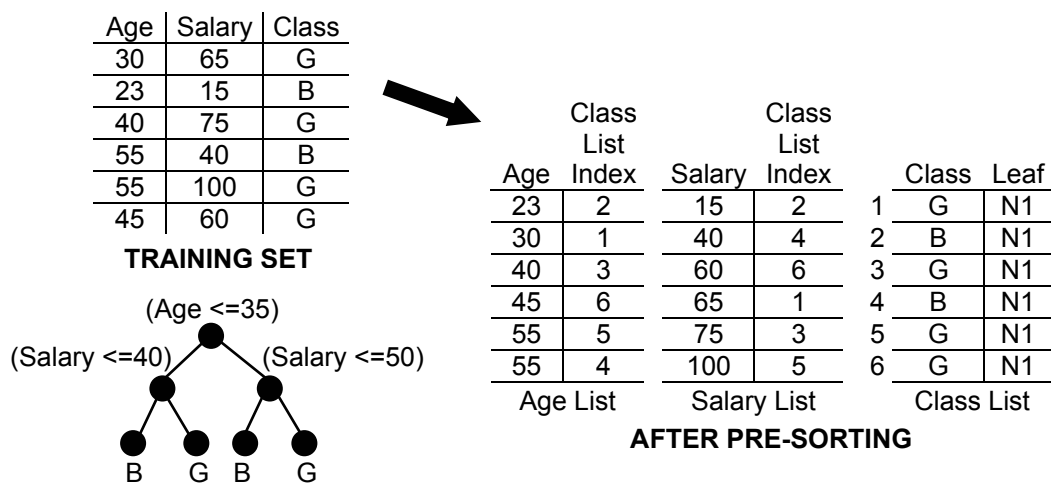 Age Salary Class
30 65 G
23 15 B
40 75 G
55 40 B
55 100 G
45 60 G
TRAINING SET
(Age <=35)
(Salary <=40) (Salary <=50)
B G B G
Class Class
List List
Age Index Salary Index Class Leaf
23 2 15 2 1 G N1
30 1 40 4 2 B N1
40 3 60 6 3 G N1
45 6 65 1 4 B N1
55 5 75 3 5 G N1
55 4 100 5 6 G N1
Age List Salary List Class List
AFTER PRE-SORTING